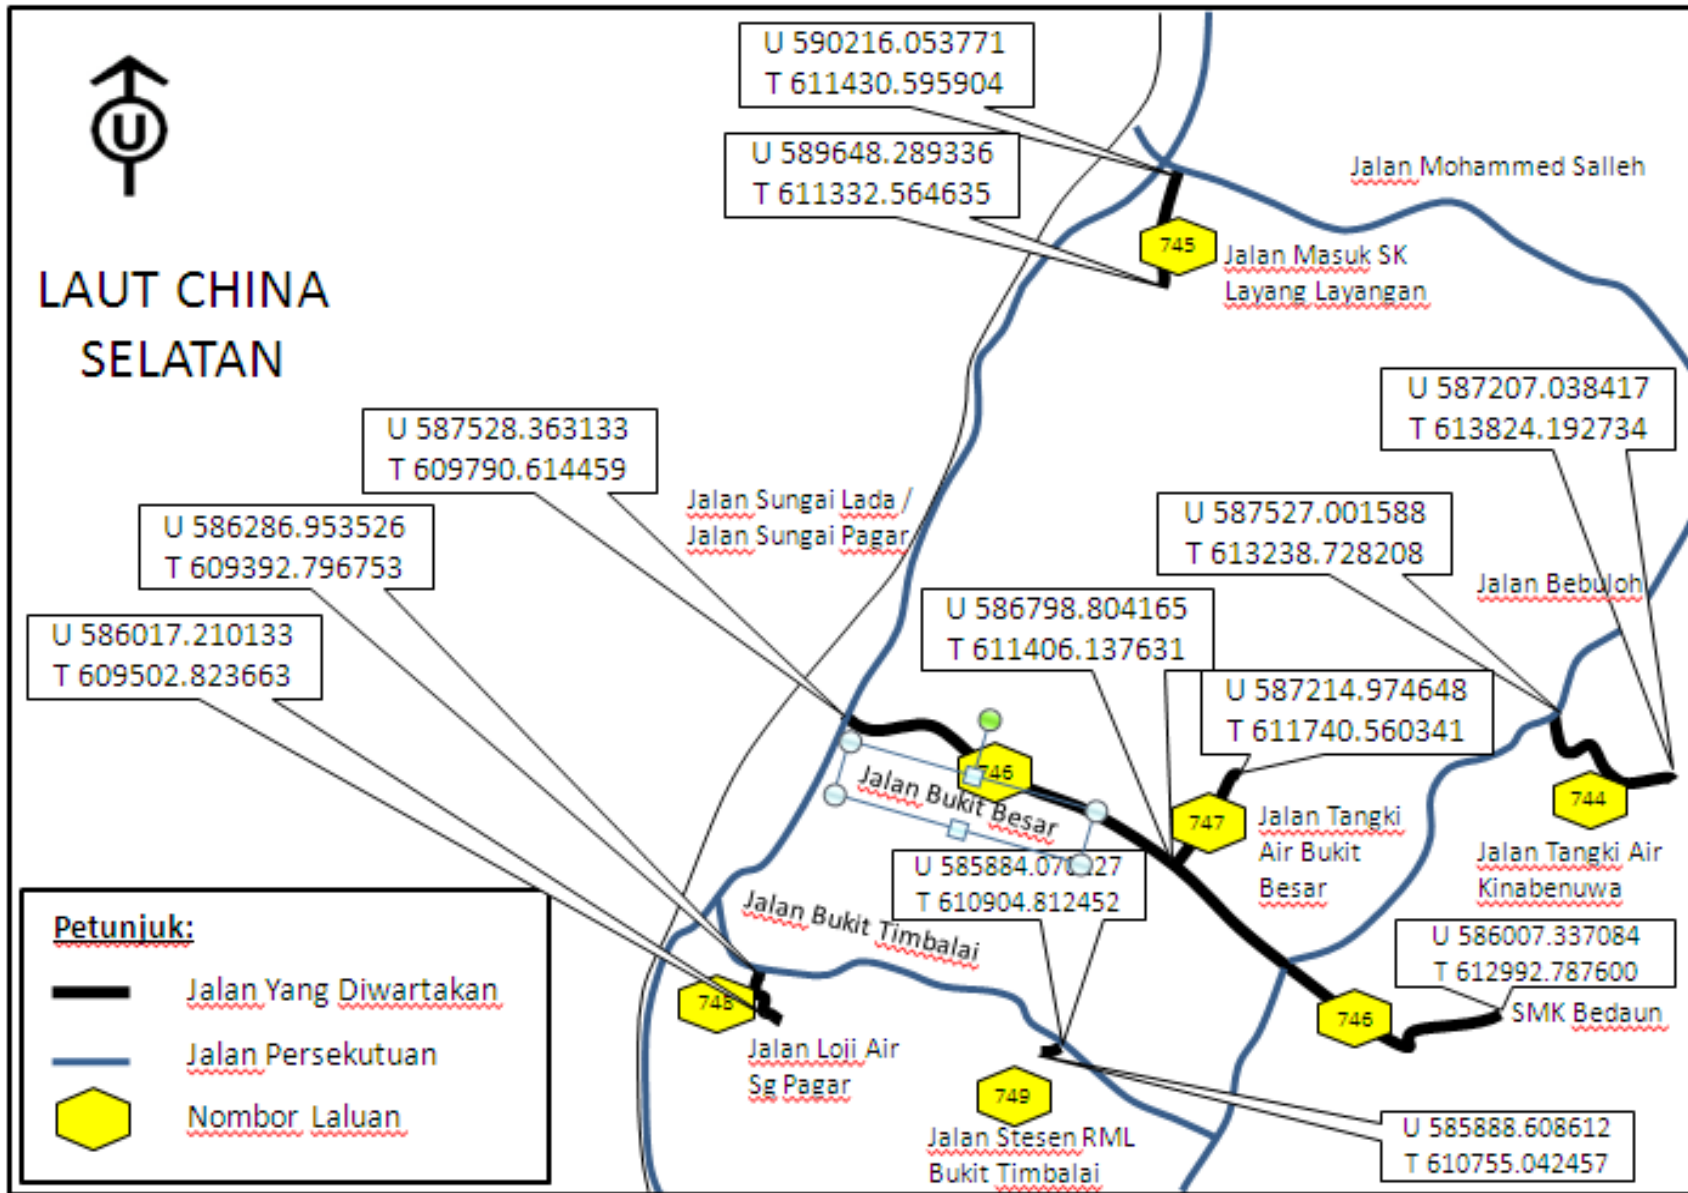 U 590216.053771
T 611430.595904
U 589648.289336
T 611332.564635
U
Jalan Mohammed Salleh
745
Jalan Masuk SK
Layang Layangan
LAUT CHINA
SELATAN
U 587207.038417
T 613824.192734
U 587528.363133
T 609790.614459
Jalan Sungai Lada /
Jalan Sungai Pagar
U 587527.001588
T 613238.728208
U 586286.953526
T 609392.796753
Jalan Bebuloh
U 586798.804165
T 611406.137631
U 586017.210133
T 609502.823663
U 587214.974648
T 611740.560341
746
Jalan Bukit Besar
747
Jalan Tangki
Air Bukit
Besar
744
Jalan Tangki Air
Kinabenuwa
U
T 610904.812452
Jalan Bukit Timbalai
U 586007.337084
T 612992.787600
SMK Bedaun
746
Petunjuk:
Jalan Yang Diwartakan
Jalan Persekutuan
Nombor Laluan
748
Jalan Loji Air
Sg Pagar
749
Jalan Stesen RML
Bukit Timbalai
U 585888.608612
T 610755.042457